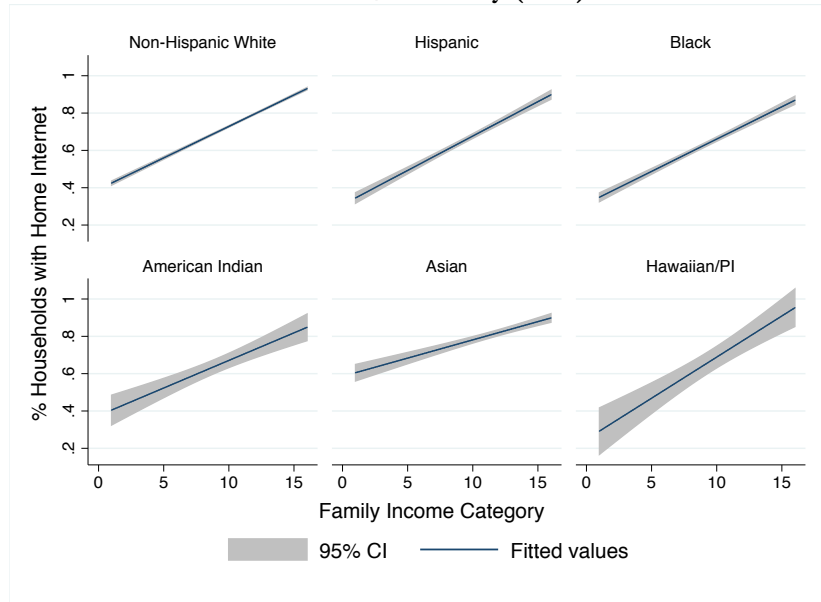 Non-Hispanic White Hispanic Black
1
.8
.6
.4
.2
% Households with Home Internet
American Indian Asian Hawaiian/PI
1
.8
.6
.4
.2
0 5 10 15 0 5 10 15 0 5 10 15
Family Income Category
95% CI Fitted values